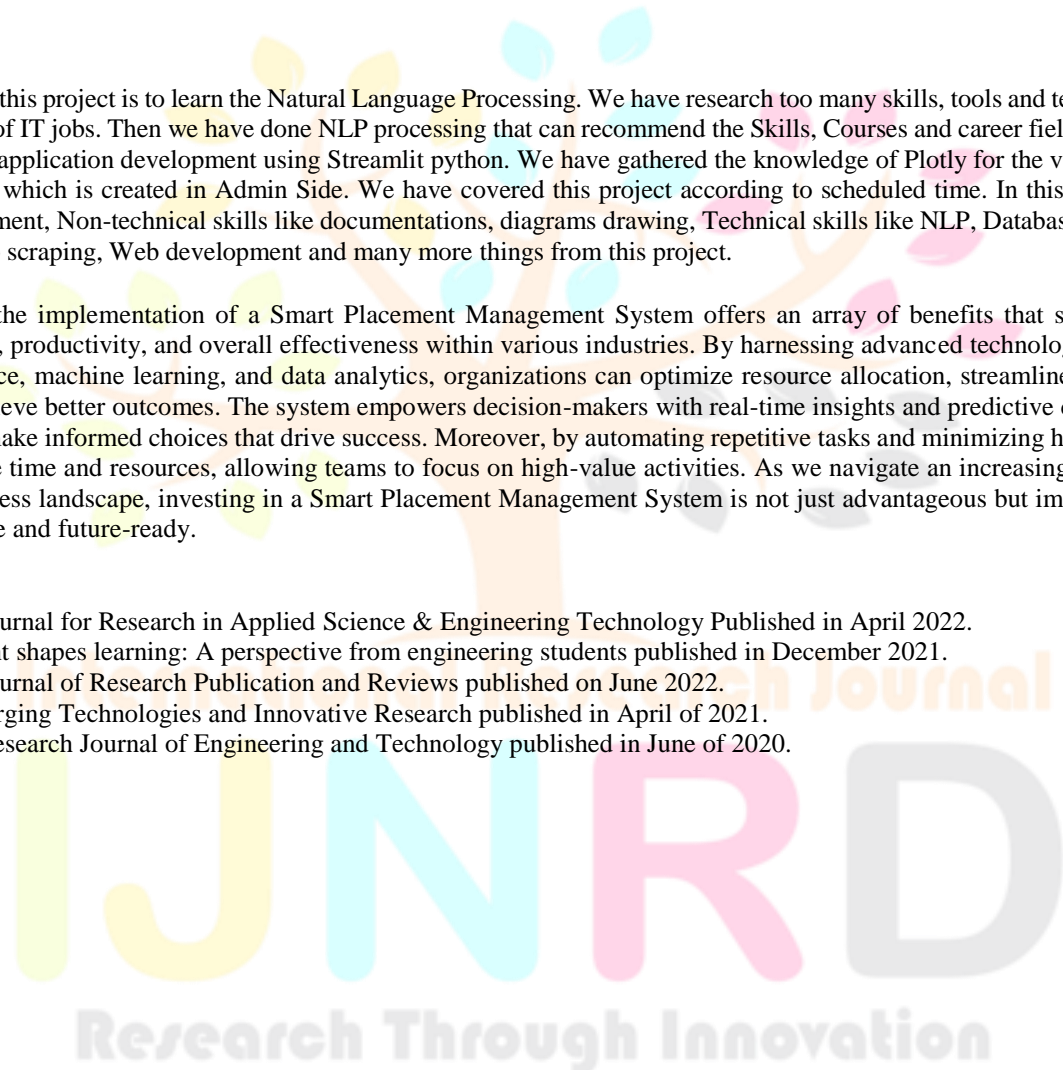 this project is to learn the Natural Language Processing. We have research too many skills, tools and te
of IT jobs. Then we have done NLP processing that can recommend the Skills, Courses and career fiel
application development using Streamlit python. We have gathered the knowledge of Plotly for the v
which is created in Admin Side. We have covered this project according to scheduled time. In this
ment, Non-technical skills like documentations, diagrams drawing, Technical skills like NLP, Databas
scraping, Web development and many more things from this project.
the implementation of a Smart Placement Management System offers an array of benefits that s
, productivity, and overall effectiveness within various industries. By harnessing advanced technolog
ce, machine learning, and data analytics, organizations can optimize resource allocation, streamline
ieve better outcomes. The system empowers decision-makers with real-time insights and predictive
ake informed choices that drive success. Moreover, by automating repetitive tasks and minimizing h
e time and resources, allowing teams to focus on high-value activities. As we navigate an increasing
ess landscape, investing in a Smart Placement Management System is not just advantageous but im
e and future-ready.
urnal for Research in Applied Science & Engineering Technology Published in April 2022.
nt shapes learning: A perspective from engineering students published in December 2021.
urnal of Research Publication and Reviews published on June 2022.
rging Technologies and Innovative Research published in April of 2021.
esearch Journal of Engineering and Technology published in June of 2020.
International Research Journal
IJNRD
Research Through Innovation